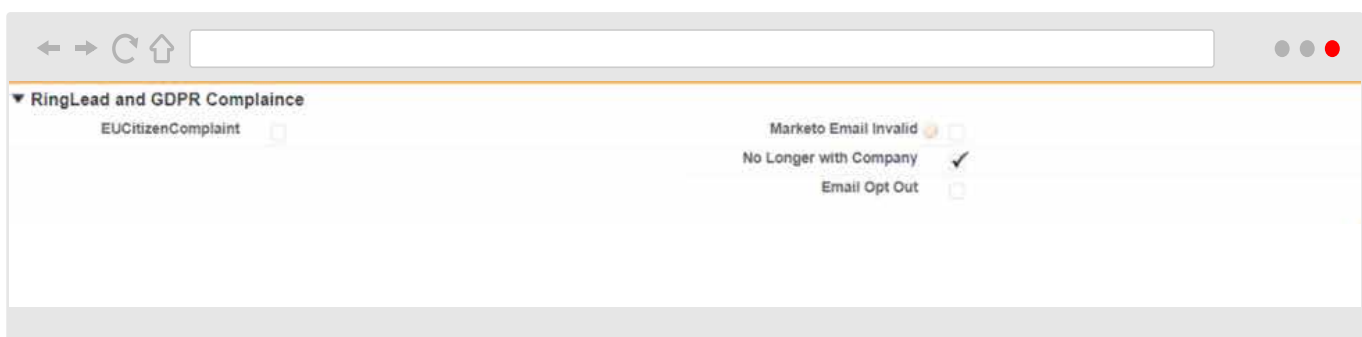 RingLead and GDPR Complaince
EUCitizenComplaint
Marketo Email Invalid
No Longer with Company
Email Opt Out